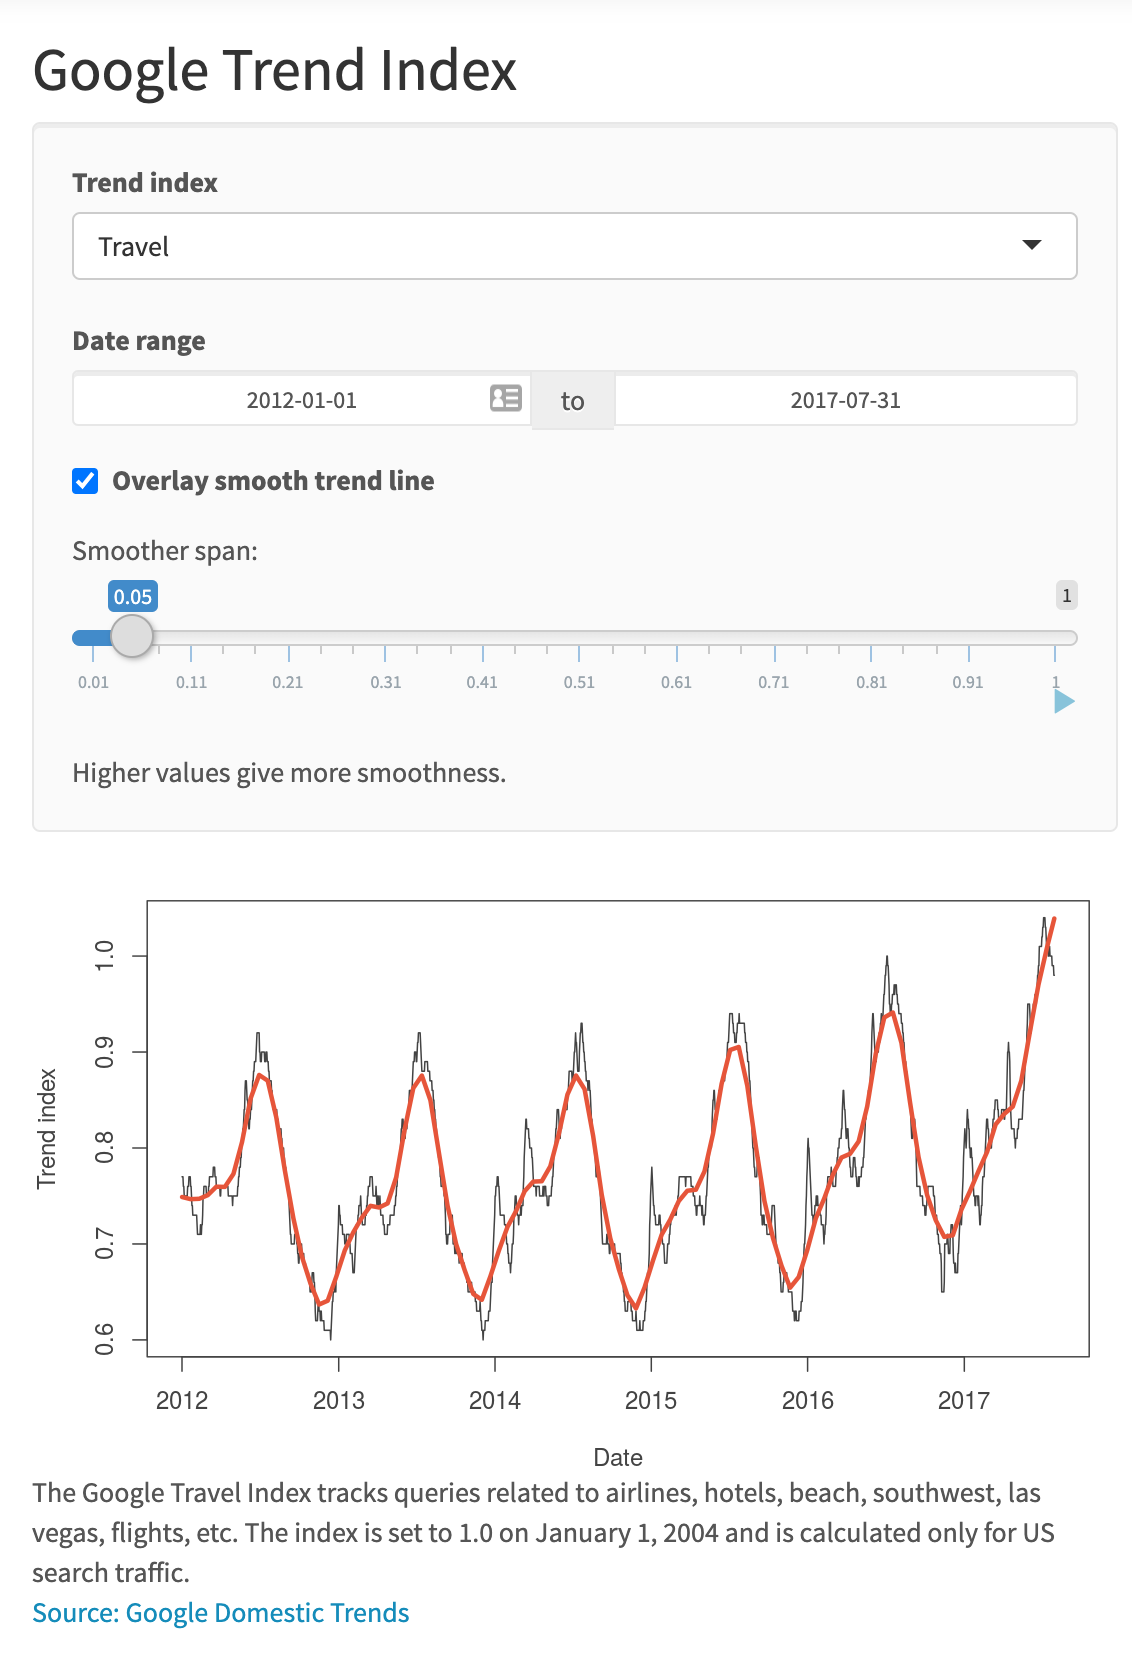 Google Trend Index
Trend index
Travel
Date range
2012-01-01 to 2017-07-31
Overlay smooth trend line
Smoother span:
0.05 1
0.01 0.11 0.21 0.31 0.41 0.51 0.61 0.71 0.81 0.91 1
Higher values give more smoothness.
Trend index
1.0
0.9
0.8
0.7
0.6
2012 2013 2014 2015 2016 2017
Date
The Google Travel Index tracks queries related to airlines, hotels, beach, southwest, las
vegas, flights, etc. The index is set to 1.0 on January 1, 2004 and is calculated only for US
search traffic.
Source: Google Domestic Trends